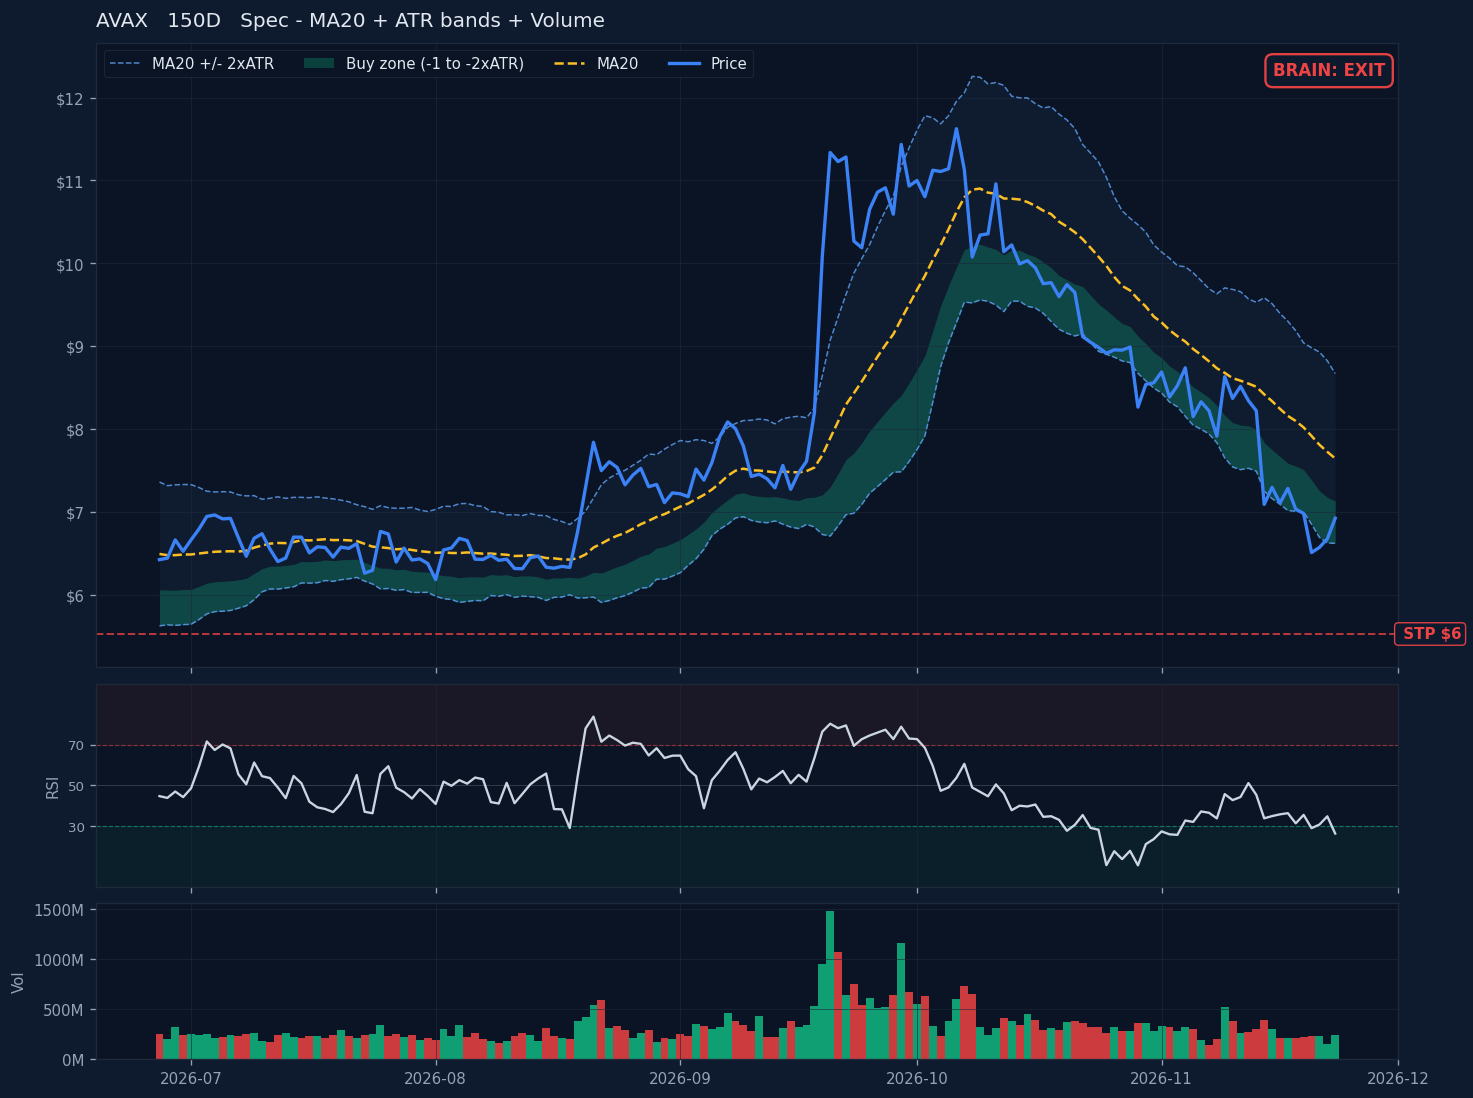 AVAX   150D   Spec - MA20 + ATR bands + Volume
MA20 +/- 2xATR
Buy zone (-1 to -2xATR)
MA20
Price
BRAIN: EXIT
$12
$11
$10
$9
$8
$7
$6
STP $6
RSI
70
50
30
Vol
1500M
1000M
500M
0M
2026-07
2026-08
2026-09
2026-10
2026-11
2026-12